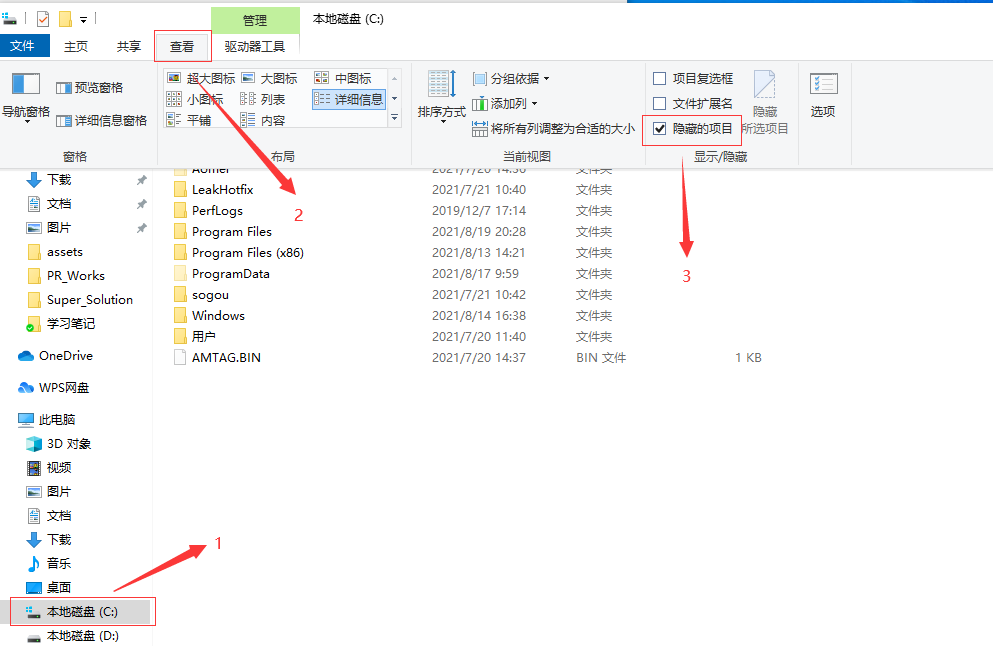 管理 本地磁盘 (C:)
文件 主页 共享 查看 驱动器工具
导航窗格
预览窗格
详细信息窗格
窗格
超大图标 大图标 中图标
小图标 列表 详细信息
平铺 内容
布局
排序方式
分组依据
添加列
将所有列调整为合适的大小
当前视图
项目复选框
文件扩展名
隐藏的项目
隐藏
所选项目
显示/隐藏
选项
下载
文档
图片
assets
PR_Works
Super_Solution
学习笔记
OneDrive
WPS网盘
此电脑
3D 对象
视频
图片
文档
下载
音乐
桌面
本地磁盘 (C:)
本地磁盘 (D:)
文件夹
LeakHotfix 2021/7/21 10:40 文件夹
PerfLogs 2019/12/7 17:14 文件夹
Program Files 2021/8/19 20:28 文件夹
Program Files (x86) 2021/8/13 14:21 文件夹
ProgramData 2021/8/17 9:59 文件夹
sogou 2021/7/21 10:42 文件夹
Windows 2021/8/14 16:38 文件夹
用户 2021/7/20 11:40 文件夹
AMTAG.BIN 2021/7/20 14:37 BIN 文件 1 KB
1
2
3